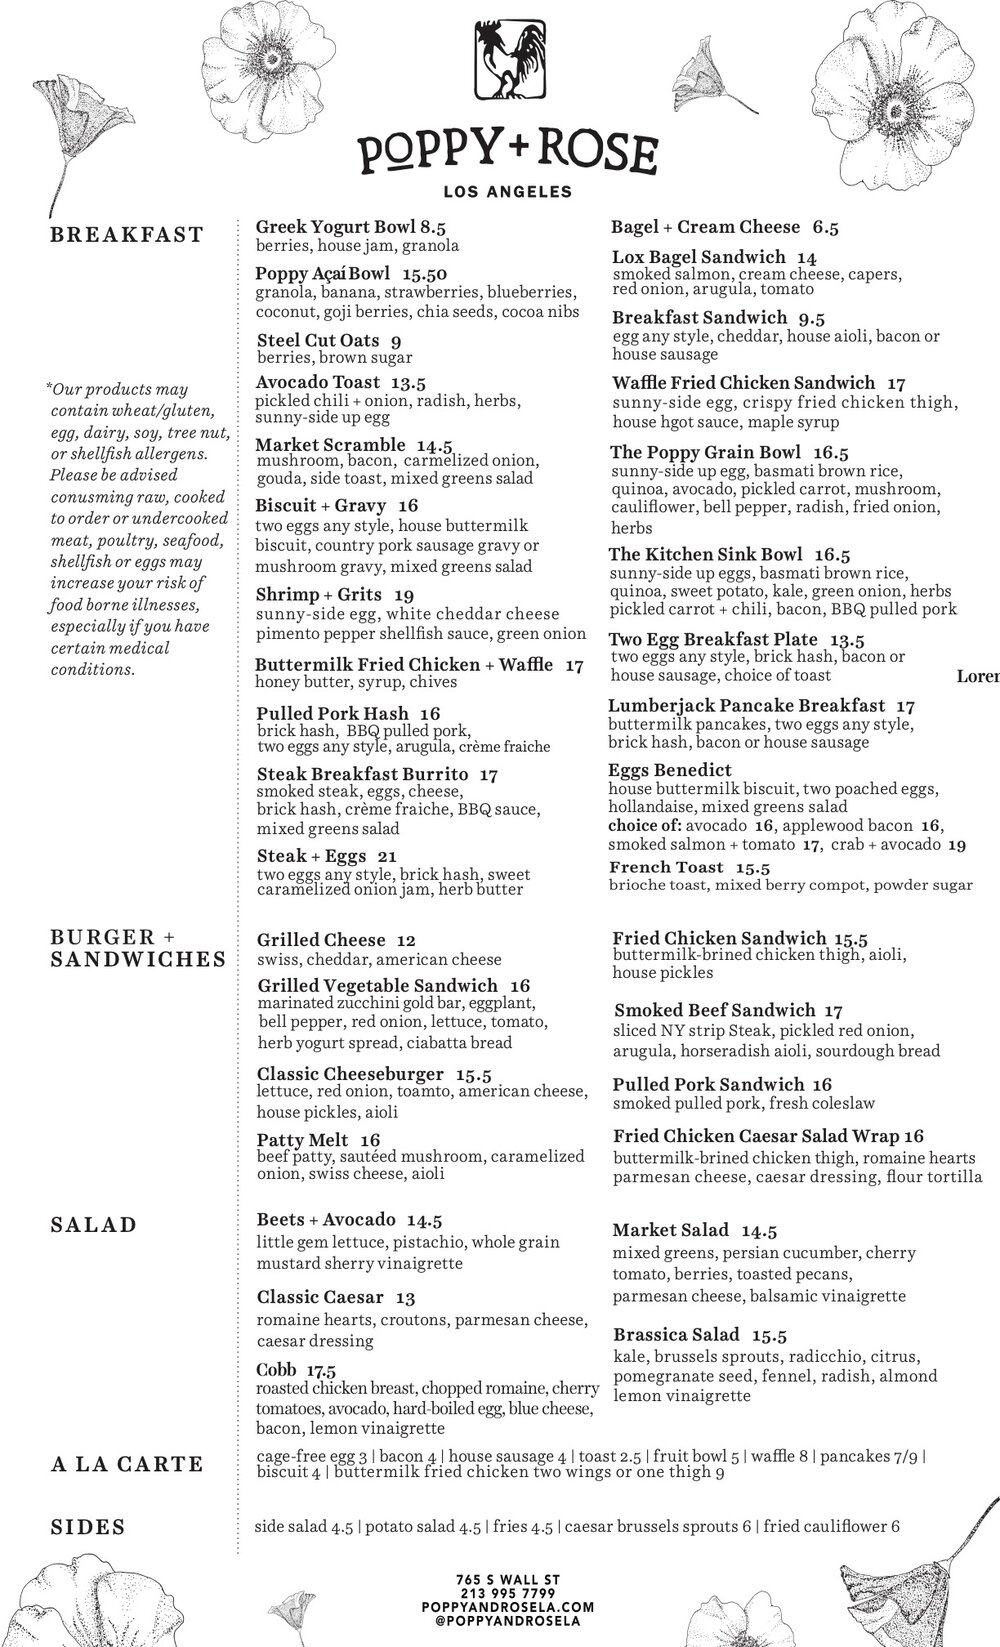 POPPY + ROSE
LOS ANGELES
BREAKFAST
*Our products may
contain wheat/gluten,
egg, dairy, soy, tree nut,
or shellfish allergens.
Please be advised
conusming raw, cooked
to order or undercooked
meat, poultry, seafood,
shellfish or eggs may
increase your risk of
food borne illnesses,
especially if you have
certain medical
conditions.
Greek Yogurt Bowl 8.5
berries, house jam, granola
Poppy Açaí Bowl 15.50
granola, banana, strawberries, blueberries,
coconut, goji berries, chia seeds, cocoa nibs
Steel Cut Oats 9
berries, brown sugar
Avocado Toast 13.5
pickled chili + onion, radish, herbs,
sunny-side up egg
Market Scramble 14.5
mushroom, bacon, carmelized onion,
gouda, side toast, mixed greens salad
Biscuit + Gravy 16
two eggs any style, house buttermilk
biscuit, country pork sausage gravy or
mushroom gravy, mixed greens salad
Shrimp + Grits 19
sunny-side egg, white cheddar cheese
pimento pepper shellfish sauce, green onion
Buttermilk Fried Chicken + Waffle 17
honey butter, syrup, chives
Pulled Pork Hash 16
brick hash, BBQ pulled pork,
two eggs any style, arugula, crème fraiche
Steak Breakfast Burrito 17
smoked steak, eggs, cheese,
brick hash, crème fraiche, BBQ sauce,
mixed greens salad
Steak + Eggs 21
two eggs any style, brick hash, sweet
caramelized onion jam, herb butter
Bagel + Cream Cheese 6.5
Lox Bagel Sandwich 14
smoked salmon, cream cheese, capers,
red onion, arugula, tomato
Breakfast Sandwich 9.5
egg any style, cheddar, house aioli, bacon or
house sausage
Waffle Fried Chicken Sandwich 17
sunny-side egg, crispy fried chicken thigh,
house hgot sauce, maple syrup
The Poppy Grain Bowl 16.5
sunny-side up egg, basmati brown rice,
quinoa, avocado, pickled carrot, mushroom,
cauliflower, bell pepper, radish, fried onion,
herbs
The Kitchen Sink Bowl 16.5
sunny-side up eggs, basmati brown rice,
quinoa, sweet potato, kale, green onion, herbs
pickled carrot + chili, bacon, BBQ pulled pork
Two Egg Breakfast Plate 13.5
two eggs any style, brick hash, bacon or
house sausage, choice of toast
Lorem
Lumberjack Pancake Breakfast 17
buttermilk pancakes, two eggs any style,
brick hash, bacon or house sausage
Eggs Benedict
house buttermilk biscuit, two poached eggs,
hollandaise, mixed greens salad
choice of: avocado 16, applewood bacon 16,
smoked salmon + tomato 17, crab + avocado 19
French Toast 15.5
brioche toast, mixed berry compot, powder sugar
BURGER +
SANDWICHES
Grilled Cheese 12
swiss, cheddar, american cheese
Grilled Vegetable Sandwich 16
marinated zucchini gold bar, eggplant,
bell pepper, red onion, lettuce, tomato,
herb yogurt spread, ciabatta bread
Classic Cheeseburger 15.5
lettuce, red onion, toamto, american cheese,
house pickles, aioli
Patty Melt 16
beef patty, sautéed mushroom, caramelized
onion, swiss cheese, aioli
Fried Chicken Sandwich 15.5
buttermilk-brined chicken thigh, aioli,
house pickles
Smoked Beef Sandwich 17
sliced NY strip Steak, pickled red onion,
arugula, horseradish aioli, sourdough bread
Pulled Pork Sandwich 16
smoked pulled pork, fresh coleslaw
Fried Chicken Caesar Salad Wrap 16
buttermilk-brined chicken thigh, romaine hearts
parmesan cheese, caesar dressing, flour tortilla
SALAD
Beets + Avocado 14.5
little gem lettuce, pistachio, whole grain
mustard sherry vinaigrette
Classic Caesar 13
romaine hearts, croutons, parmesan cheese,
caesar dressing
Cobb 17.5
roasted chicken breast, chopped romaine, cherry
tomatoes, avocado, hard-boiled egg, blue cheese,
bacon, lemon vinaigrette
Market Salad 14.5
mixed greens, persian cucumber, cherry
tomato, berries, toasted pecans,
parmesan cheese, balsamic vinaigrette
Brassica Salad 15.5
kale, brussels sprouts, radicchio, citrus,
pomegranate seed, fennel, radish, almond
lemon vinaigrette
A LA CARTE
cage-free egg 3 | bacon 4 | house sausage 4 | toast 2.5 | fruit bowl 5 | waffle 8 | pancakes 7/9 |
biscuit 4 | buttermilk fried chicken two wings or one thigh 9
SIDES
side salad 4.5 | potato salad 4.5 | fries 4.5 | caesar brussels sprouts 6 | fried cauliflower 6
765 S WALL ST
213 995 7799
POPPYANDROSELA.COM
@POPPYANDROSELA